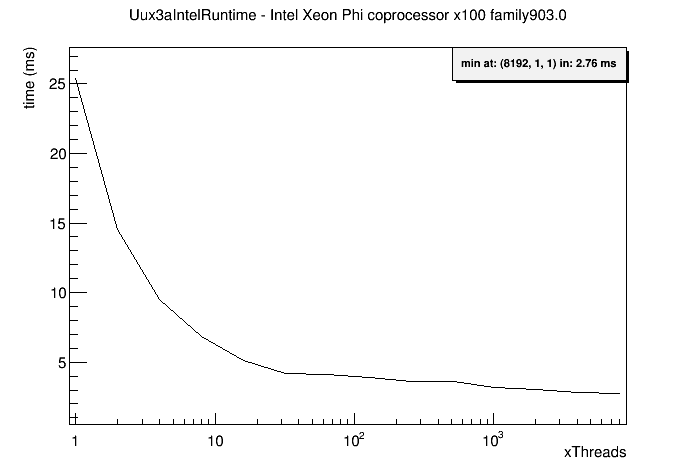 Uux3aIntelRuntime - Intel Xeon Phi coprocessor x100 family903.0
time (ms)
min at: (8192, 1, 1) in: 2.76 ms
25
20
15
10
5
1
10
10²
10³
xThreads